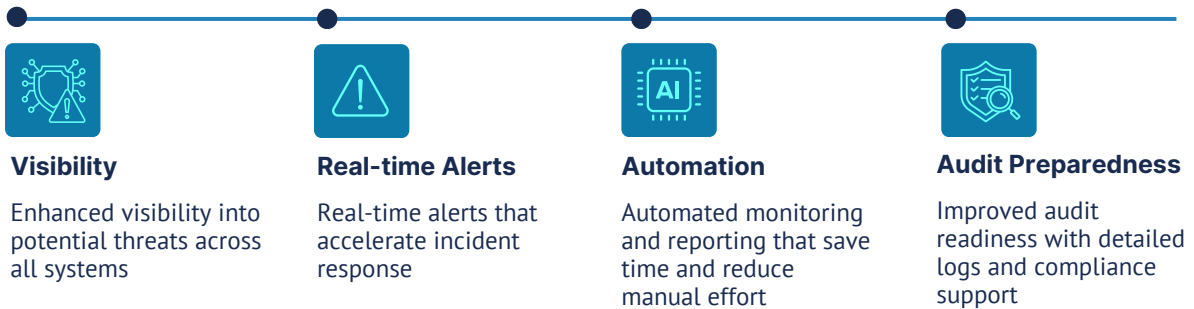 Visibility
Enhanced visibility into
potential threats across
all systems
Real-time Alerts
Real-time alerts that
accelerate incident
response
AI
Automation
Automated monitoring
and reporting that save
time and reduce
manual effort
Audit Preparedness
Improved audit
readiness with detailed
logs and compliance
support